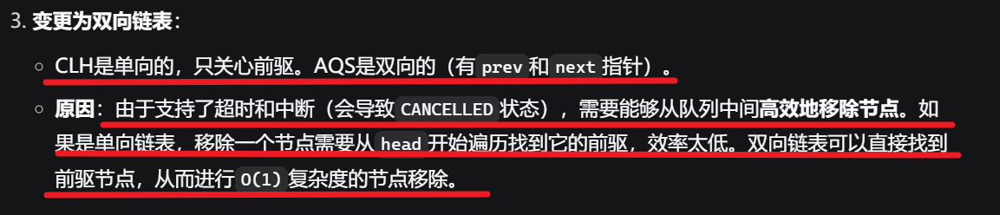 3. 变更为双向链表：
CLH是单向的，只关心前驱。AQS是双向的（有 prev 和 next 指针）。
原因：由于支持了超时和中断（会导致 CANCELLED 状态），需要能够从队列中间高效地移除节点。如
果是单向链表，移除一个节点需要从 head 开始遍历找到它的前驱，效率太低。双向链表可以直接找到
前驱节点，从而进行 O(1) 复杂度的节点移除。